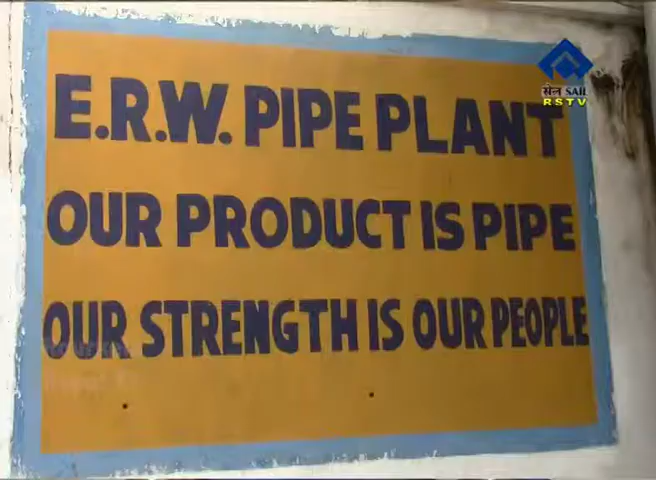 सेल SAIL
RSTV
E.R.W. PIPE PLANT
OUR PRODUCT IS PIPE
OUR STRENGTH IS OUR PEOPLE